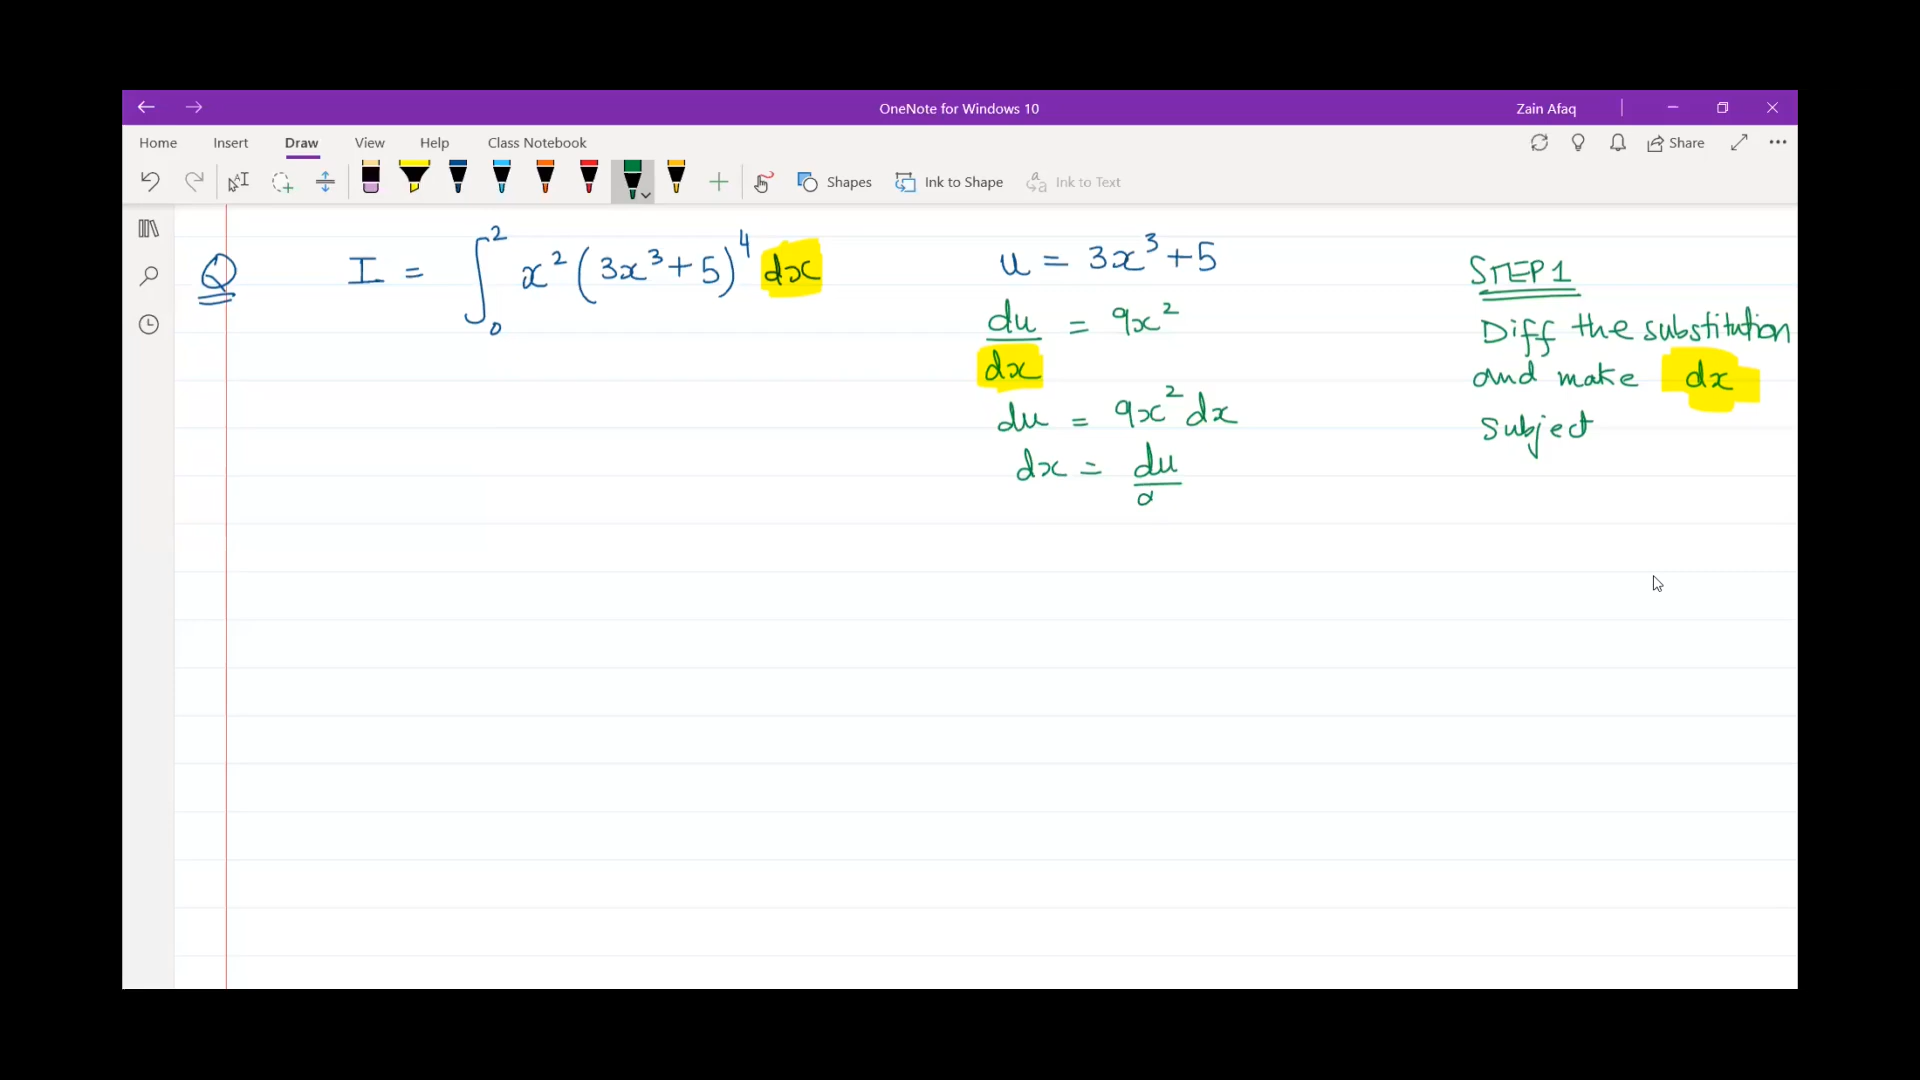 OneNote for Windows 10
Zain Afaq
Home Insert Draw View Help Class Notebook
Share
Shapes Ink to Shape Ink to Text
Q I = ∫₀² x² (3x³+5)⁴ dx
u = 3x³+5
du/dx = 9x²
du = 9x² dx
dx = du/
STEP 1
Diff the substitution
and make dx
Subject